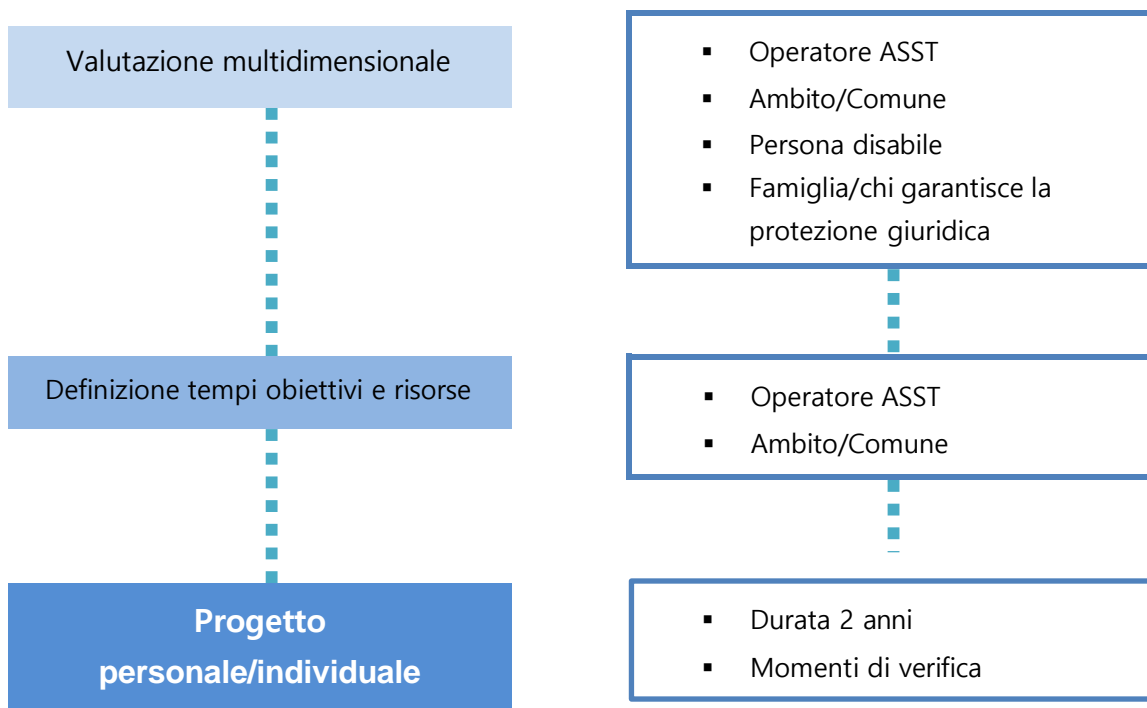 Valutazione multidimensionale
▪ Operatore ASST
▪ Ambito/Comune
▪ Persona disabile
▪ Famiglia/chi garantisce la
protezione giuridica
Definizione tempi obiettivi e risorse
▪ Operatore ASST
▪ Ambito/Comune
Progetto
personale/individuale
▪ Durata 2 anni
▪ Momenti di verifica